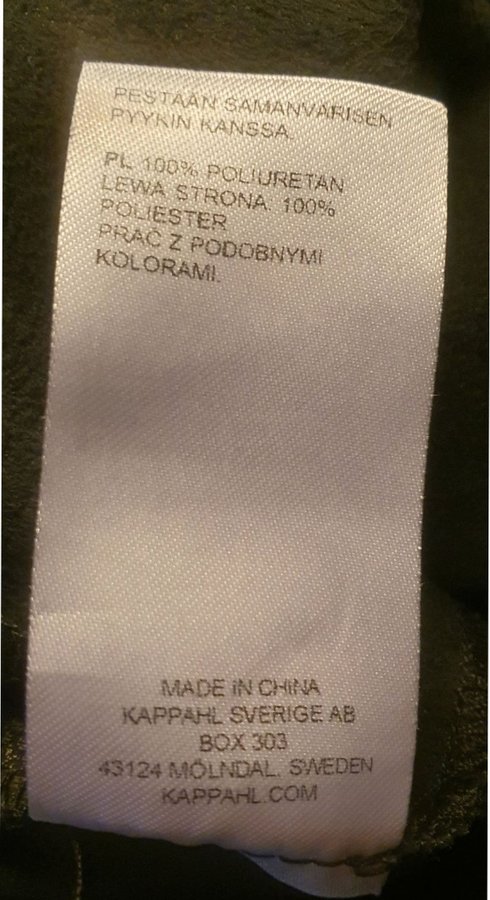 PESTÄÄN SAMANVÄRISEN
PYYKIN KANSSA.
PL 100% POLIURETAN
LEWA STRONA: 100%
POLIESTER
PRAĆ Z PODOBNYMI
KOLORAMI.
MADE IN CHINA
KAPPAHL SVERIGE AB
BOX 303
43124 MÖLNDAL, SWEDEN
KAPPAHL.COM